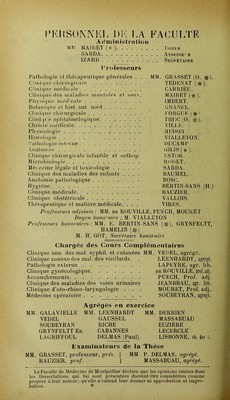 PERSONNEL DE LA FACULTÉ
Administration
MM. MAIRET (✻) . . . DOYEN
SARDA . . . ASSESSEUR
IZARD . . . SECRÉTAIRE
Professeurs
Pathologie et thérapeutique générales . . MM. GRASSET (O. ✻).
Clinique chirurgicale TEDENAT (✻).
Clinique médicale CARRIEU.
Clinique des maladies mentales et nerv. MAIRET (✻).
Physique médicale IMBERT.
Botanique et hist. nat. méd. GRANEL.
Clinique chirurgicale FORGUE ✻
Clinique ophtalmologique. TRUC (O. ✻).
Chimie médicale. VILLE.
Physiologie HEDON
Histologie VIALLETON.
Pathologie interne DUCAMP
Anatomie GILIS (✻).
Clinique chirurgicale infantile et orthop. ESTOR.
Microbiologie RODET.
Médecine légale et toxicologie SARDA.
Clinique des maladies des enfants BAUMEL.
Anatomie pathologique BOSC.
Hygiène BERTIN-SANS (H.)
Clinique médicale. RAUZIER.
Clinique obstétricale VALLOIS.
Thérapeutique et matière médicale. VIRES.
Professeurs adjoints : MM. DE ROUVILLE, PUECH, MOURET
Doyen honoraire : M. VIALLETON
Professeurs honoraires : MM. E. BERTIN-SANS (✻), GRYNFELTT,
HAMELIN (✻)
M. H. GOT, Secrétaire honoraire
Chargés des Cours Complémentaires
Clinique ann. des mal. syphil. et cutanées MM. VEDEL, agrégé.
Clinique annexe des mal. des vieillards. LEENHARDT, agrégé.
Pathologie externe LAPEYRE, agr. lib.
Clinique gynécologique. DE ROUVILLE, prof. adj.
Accouchements. PUECH, Prof. adj.
Clinique des maladies des voies urinaires JEANBRAU, agr. lib.
Clinique d'oto-rhino-laryngologie MOURET, Prof. adj.
Médecine opératoire SOUBEYRAN, agrégé.
Agrégés en exercice
MM. GALAVIELLE MM. LEENHARDT MM. DERRIEN
VEDEL GAUSSEL MASSABUAU
SOUBEYRAN RICHE EUZIERE
GRYNFELTT Ed. CABANNES LECERCLE
LAGRIFFOUL DELMAS (Paul) LISBONNE,
Examinateurs de la Thèse
MM. GRASSET, professeur, prés. MM P. DELMAS, agrégé
RAUZIER, prof. MASSABUAU, agrégé.
La Faculté de Médecine de Montpellier déclare que les opinions émises dans
les Dissertations qui lui sont présentées doivent être considérées comme
propres à leur auteur ; qu'elle n'entend leur donner ni approbation ni improbation.